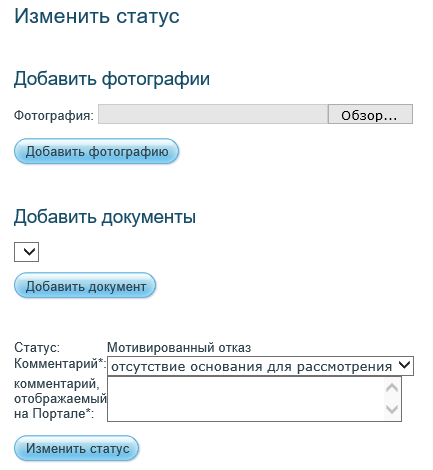 Изменить статус
Добавить фотографии
Фотография: Обзор...
Добавить фотографию
Добавить документы
Добавить документ
Статус: Мотивированный отказ
Комментарий*: отсутствие основания для рассмотрения
комментарий,
отображаемый
на Портале*:
Изменить статус